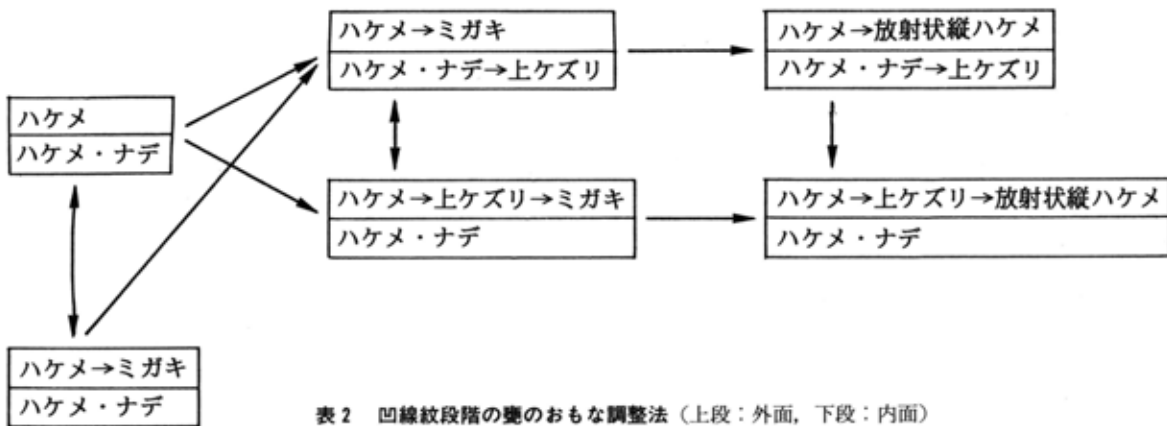 ハケメ
ハケメ・ナデ
ハケメ→ミガキ
ハケメ・ナデ
ハケメ→ミガキ
ハケメ・ナデ→上ケズリ
ハケメ→上ケズリ→ミガキ
ハケメ・ナデ
ハケメ→放射状縦ハケメ
ハケメ・ナデ→上ケズリ
ハケメ→上ケズリ→放射状縦ハケメ
ハケメ・ナデ
表2 凹線紋段階の甕のおもな調整法（上段：外面，下段：内面）